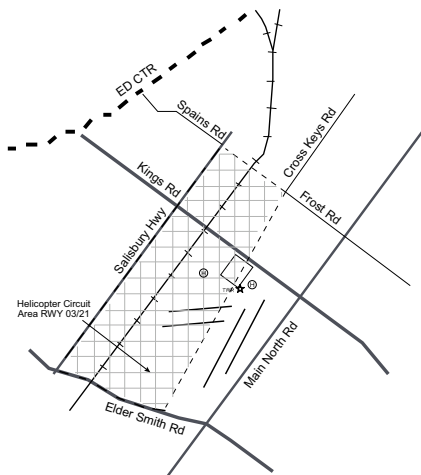 ED CTR
Spains Rd
Cross Keys Rd
Kings Rd
Frost Rd
Salisbury Hwy
H
H
TWR
Helicopter Circuit
Area RWY 03/21
Main North Rd
Elder Smith Rd